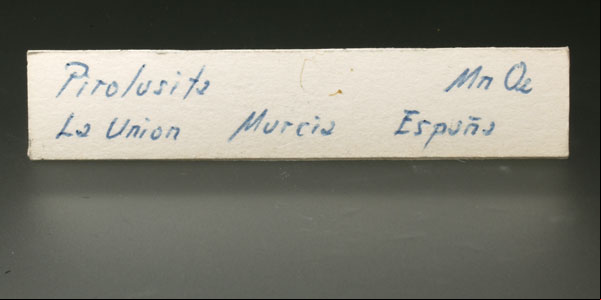 Pirolusita Mn O2
La Union Murcia España